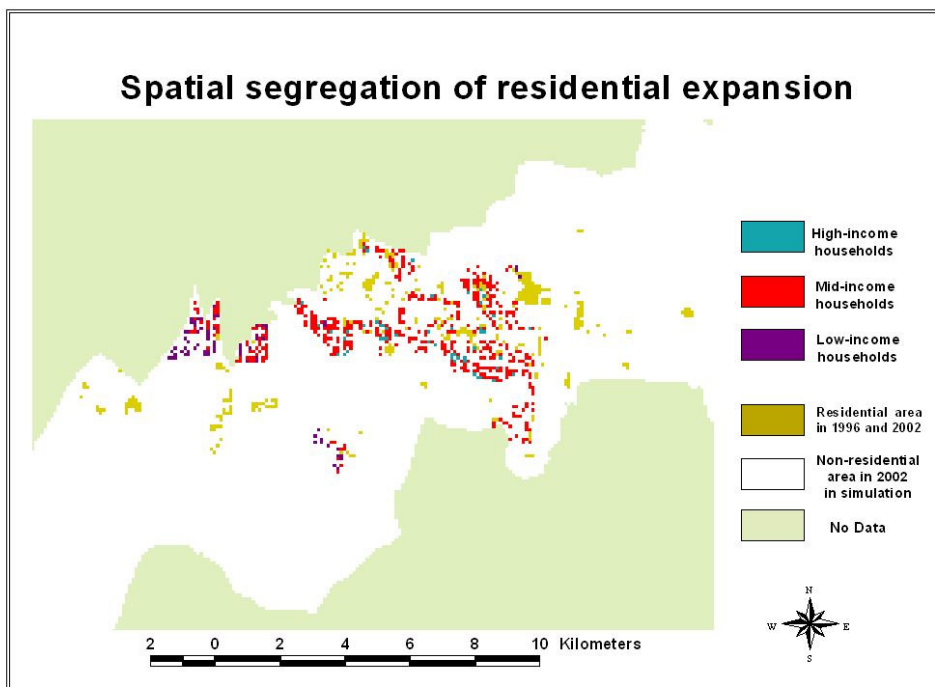 Spatial segregation of residential expansion
High-income
households
Mid-income
households
Low-income
households
Residential area
in 1996 and 2002
Non-residential
area in 2002
in simulation
No Data
N
W E
S
2 0 2 4 6 8 10 Kilometers